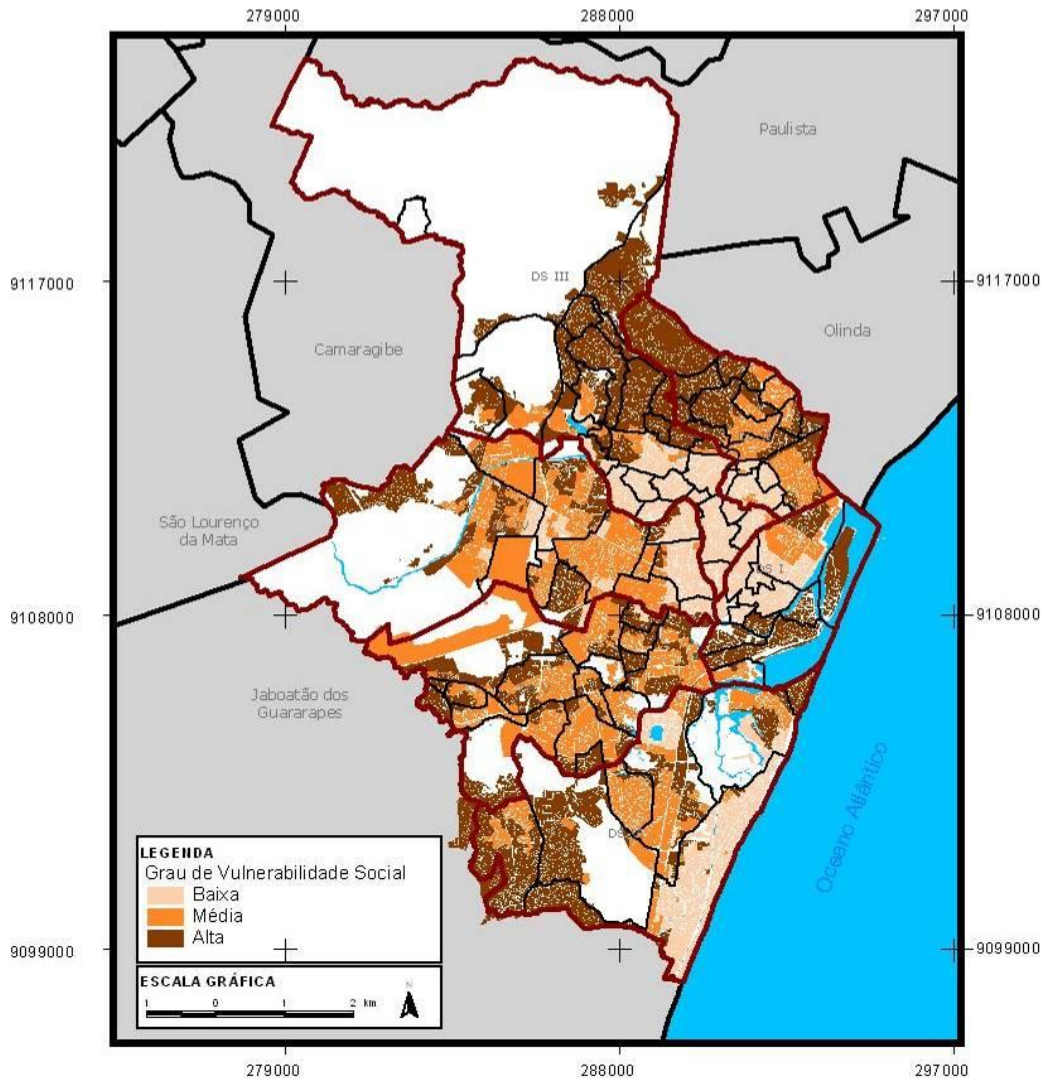 279000 288000 297000
Paulista
9117000 DS III 9117000
Olinda
Camaragibe
São Lourenço
da Mata
DS I
9108000 9108000
Jaboatão dos
Guararapes
Oceano Atlântico
LEGENDA
Grau de Vulnerabilidade Social
Baixa
Média
Alta
9099000 9099000
ESCALA GRÁFICA
N
1 0 1 2 km
279000 288000 297000